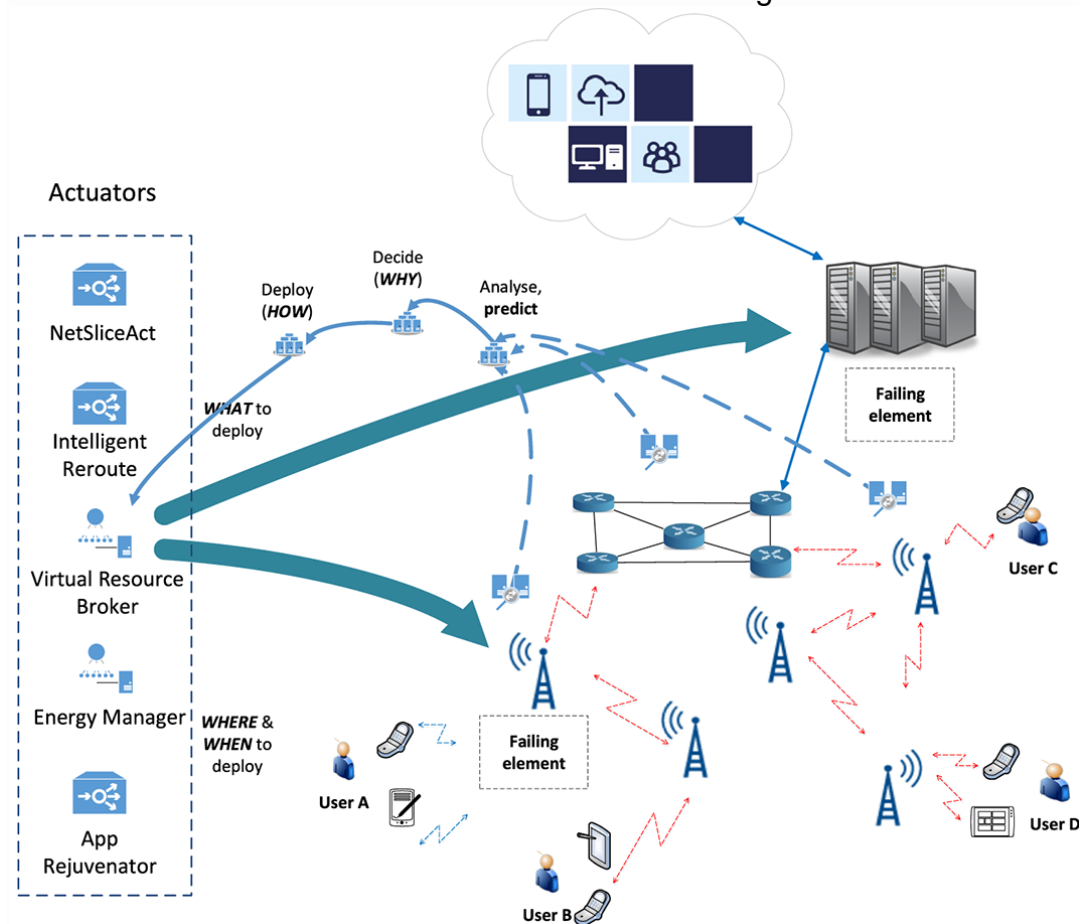 Actuators
NetSliceAct
Intelligent
Reroute
Virtual Resource
Broker
Energy Manager
App
Rejuvenator
Deploy
(HOW)
Decide
(WHY)
Analyse,
predict
WHAT to
deploy
WHERE &
WHEN to
deploy
Failing
element
Failing
element
User A
User B
User C
User D